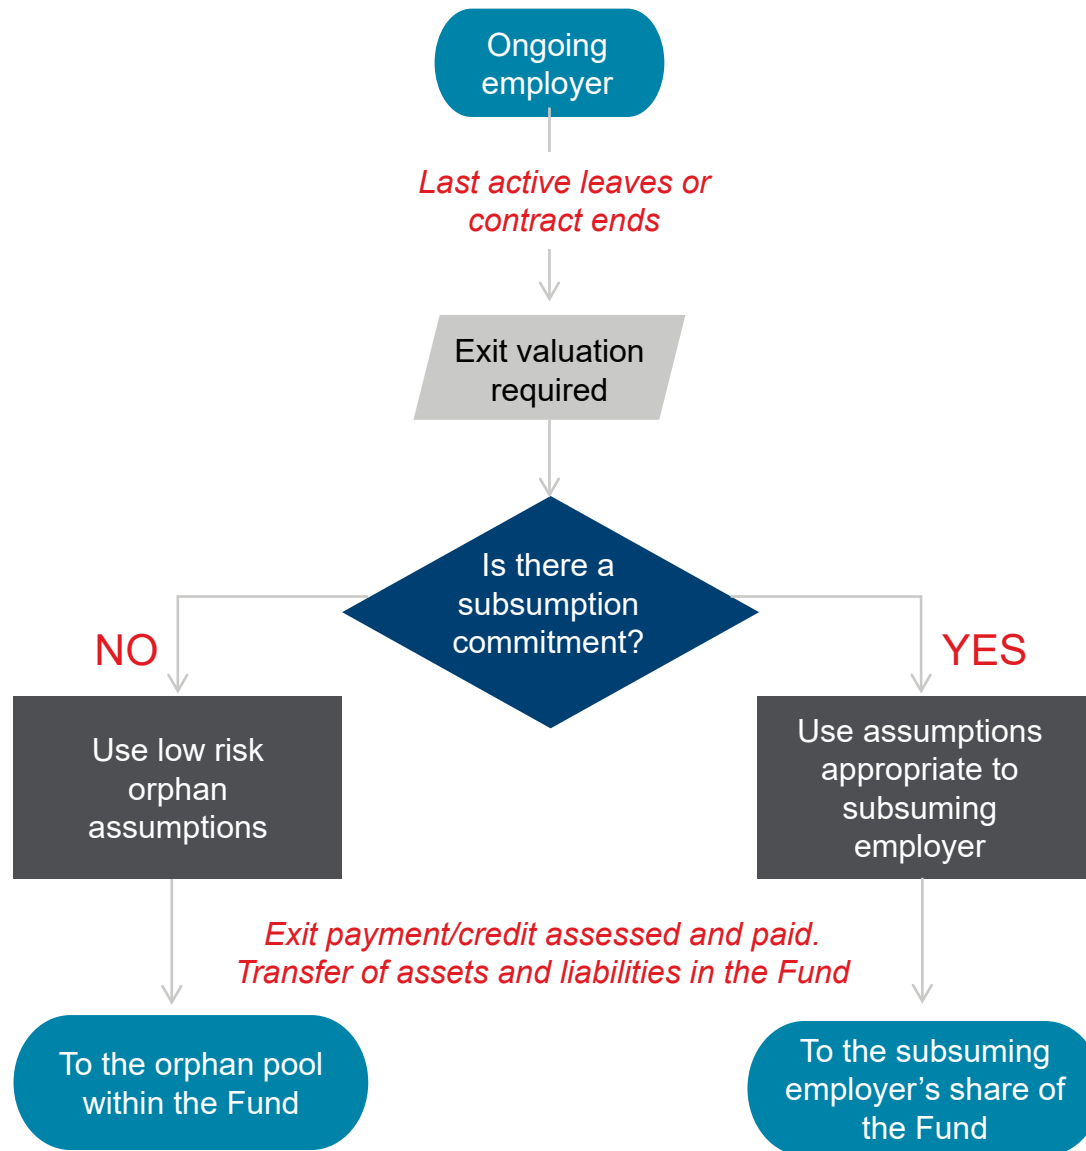 Ongoing
employer
Last active leaves or
contract ends
Exit valuation
required
Is there a
subsumption
commitment?
NO
YES
Use low risk
orphan
assumptions
Use assumptions
appropriate to
subsuming
employer
Exit payment/credit assessed and paid.
Transfer of assets and liabilities in the Fund
To the orphan pool
within the Fund
To the subsuming
employer’s share of
the Fund